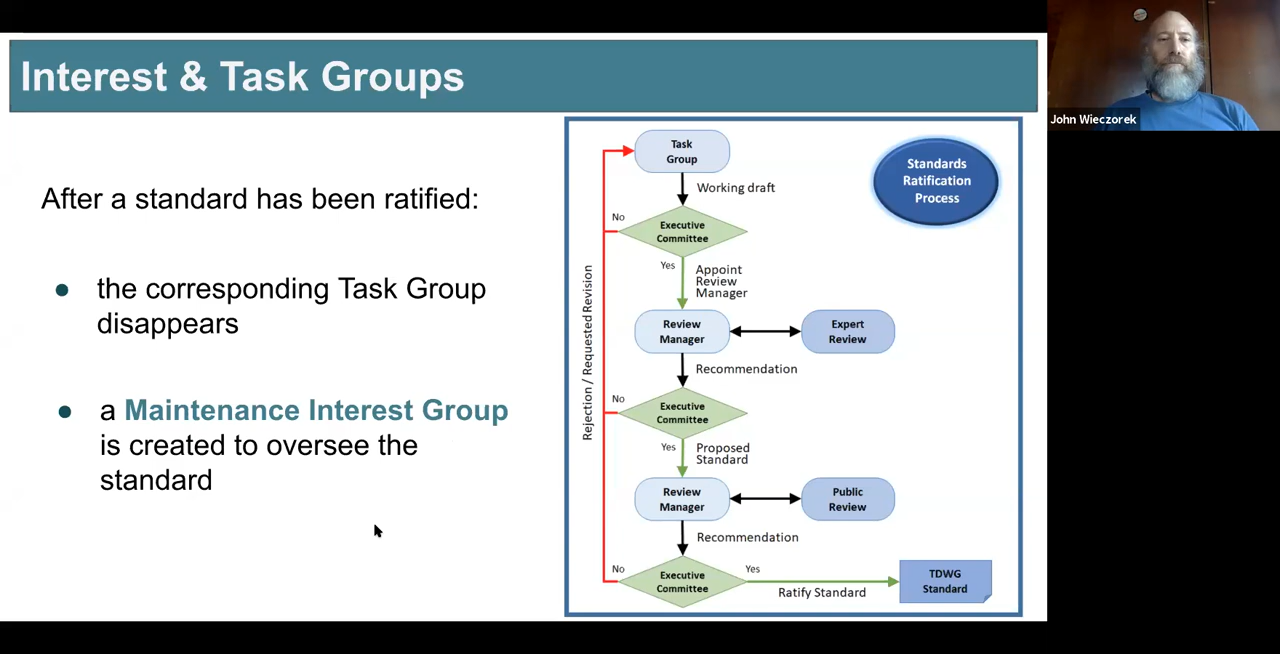 Interest & Task Groups
John Wieczorek
After a standard has been ratified:
● the corresponding Task Group
disappears
● a Maintenance Interest Group
is created to oversee the
standard
Standards
Ratification
Process
Task
Group
Working draft
No
Executive
Committee
Yes
Appoint
Review
Manager
Rejection / Requested Revision
Review
Manager
Expert
Review
Recommendation
No
Executive
Committee
Yes
Proposed
Standard
Review
Manager
Public
Review
Recommendation
No
Executive
Committee
Yes
Ratify Standard
TDWG
Standard